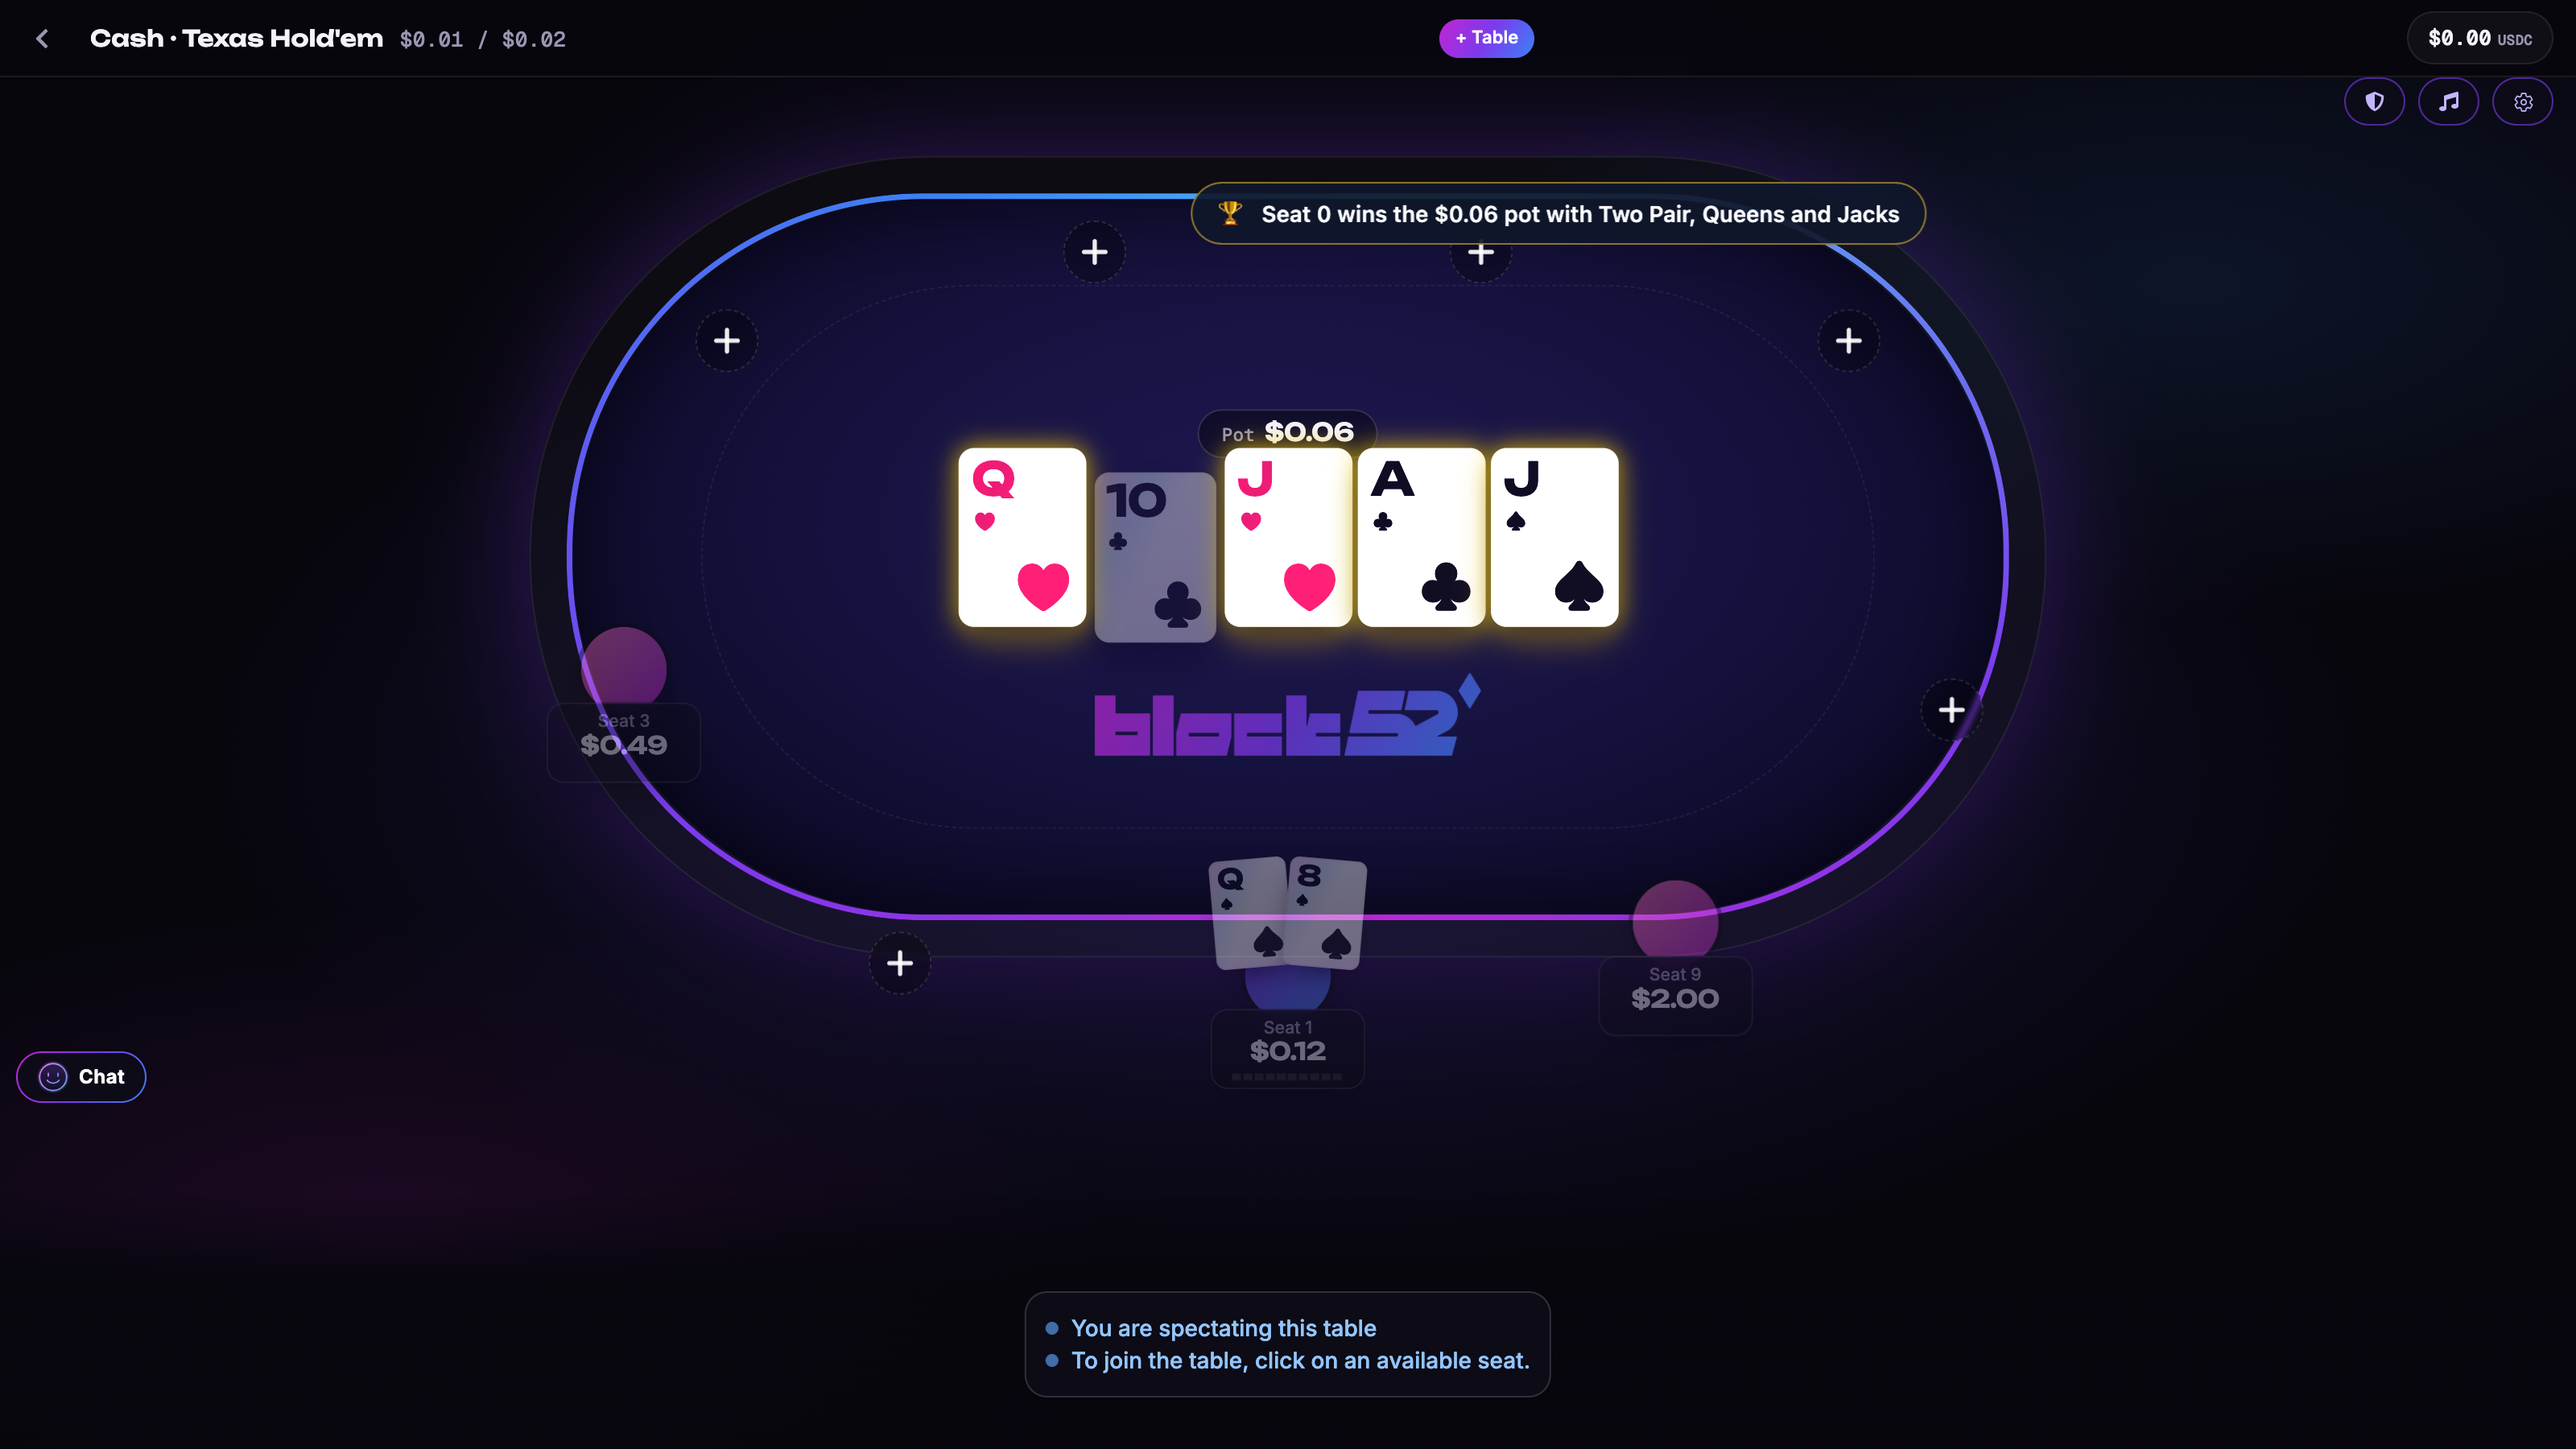 Cash · Texas Hold'em $0.01 / $0.02
+ Table
$0.00 USDC
🏆 Seat 0 wins the $0.06 pot with Two Pair, Queens and Jacks
Pot $0.06
Q
10
J
A
J
block52
Seat 3
$0.49
Q
8
Seat 9
$2.00
Seat 1
$0.12
Chat
You are spectating this table
To join the table, click on an available seat.